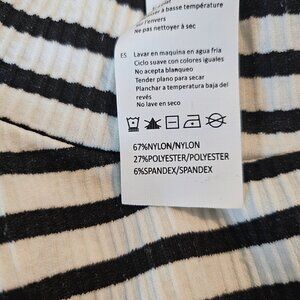 à basse température
l'envers
Ne pas nettoyer à sec
ES
Lavar en maquina en agua fria
Ciclo suave con colores iguales
No acepta blanqueo
Tender plano para secar
Planchar a temperatura baja del
revés
No lave en seco
67%NYLON/NYLON
27%POLYESTER/POLYESTER
6%SPANDEX/SPANDEX